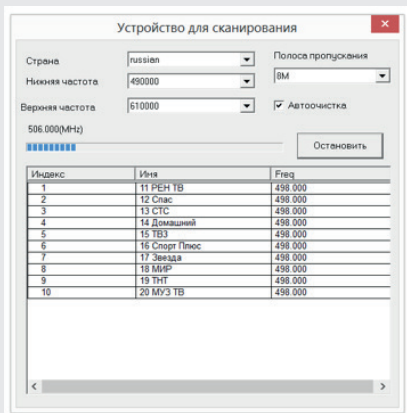 Устройство для сканирования
Страна russian Полоса пропускания
Нижняя частота 490000 8M
Верхняя частота 610000 Автоочистка
506.000(MHz)
Остановить
Индекс Имя Freq
1 11 РЕН ТВ 498.000
2 12 Спас 498.000
3 13 СТС 498.000
4 14 Домашний 498.000
5 15 ТВ3 498.000
6 16 Спорт Плюс 498.000
7 17 Звезда 498.000
8 18 МИР 498.000
9 19 ТНТ 498.000
10 20 МУЗ ТВ 498.000